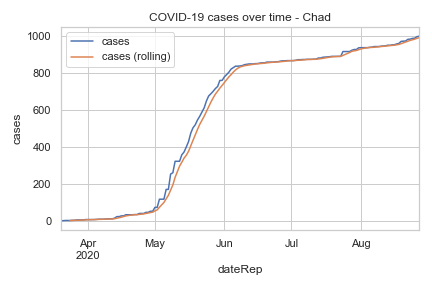 COVID-19 cases over time - Chad
cases
cases (rolling)
1000
800
600
400
200
0
cases
Apr
2020
May
Jun
Jul
Aug
dateRep